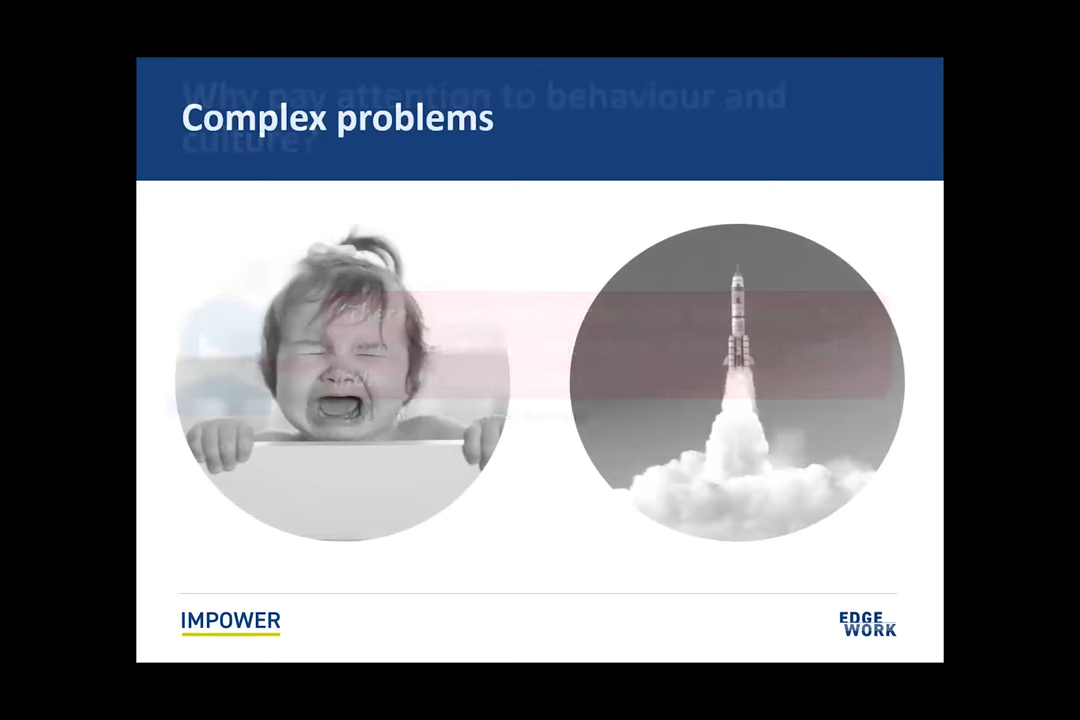 Why pay attention to behaviour and
Complex problems
culture?
IMPOWER
EDGE
WORK